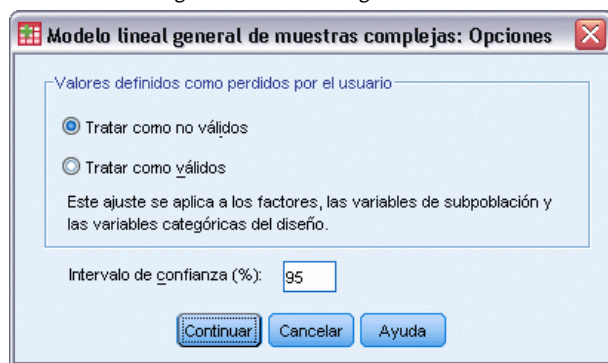 Modelo lineal general de muestras complejas: Opciones
Valores definidos como perdidos por el usuario
Tratar como no válidos
Tratar como válidos
Este ajuste se aplica a los factores, las variables de subpoblación y
las variables categóricas del diseño.
Intervalo de confianza (%): 95
Continuar Cancelar Ayuda